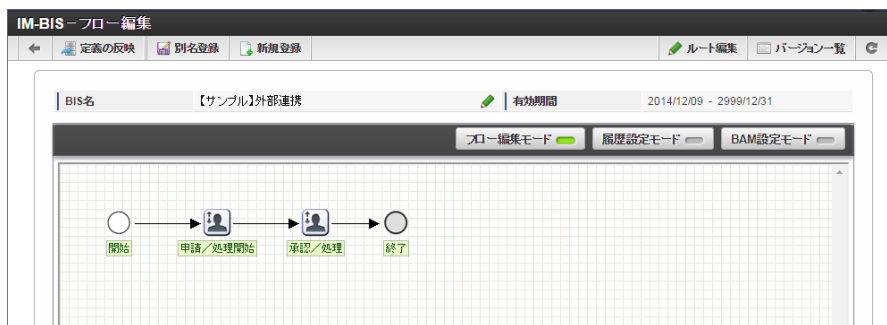 IM-BIS－フロー編集
定義の反映 別名登録 新規登録 ルート編集 バージョン一覧
BIS名 【サンプル】外部連携 有効期間 2014/12/09 - 2999/12/31
フロー編集モード 履歴設定モード BAM設定モード
開始 申請／処理開始 承認／処理 終了